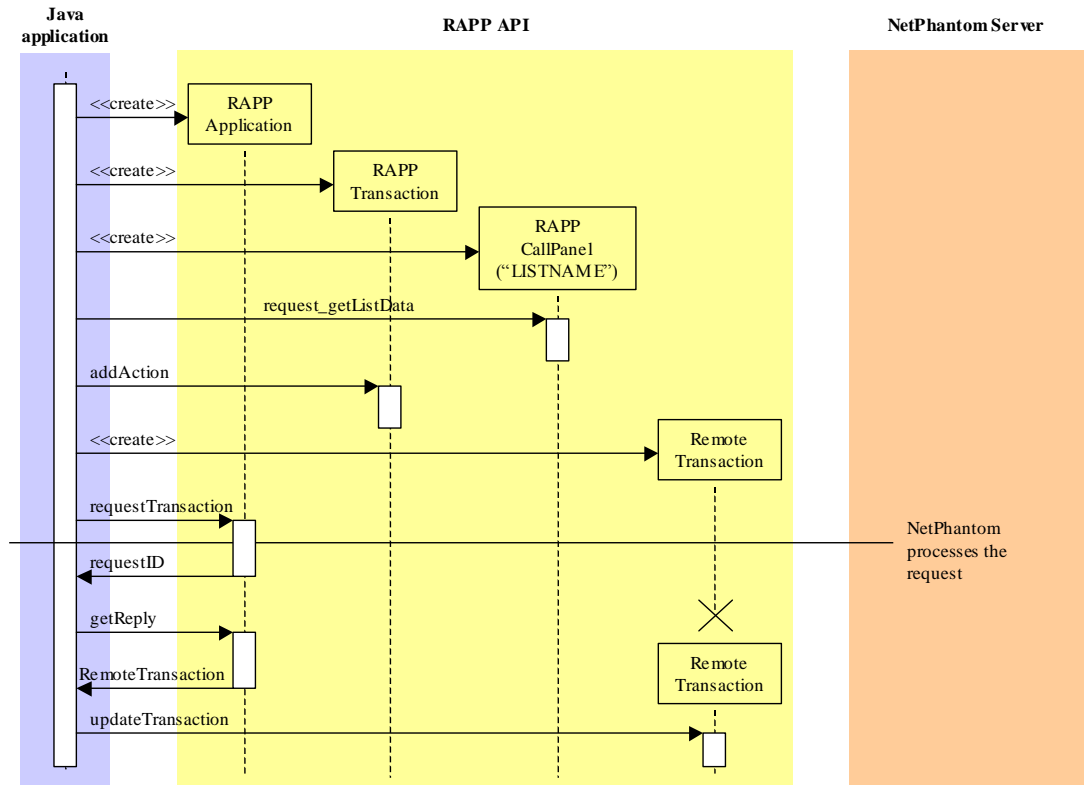 Java
application
RAPP API
NetPhantom Server
<<create>>
RAPP
Application
<<create>>
RAPP
Transaction
<<create>>
RAPP
CallPanel
(“LISTNAME”)
request_getListData
addAction
<<create>>
Remote
Transaction
requestTransaction
NetPhantom
processes the
request
requestID
getReply
RemoteTransaction
Remote
Transaction
updateTransaction